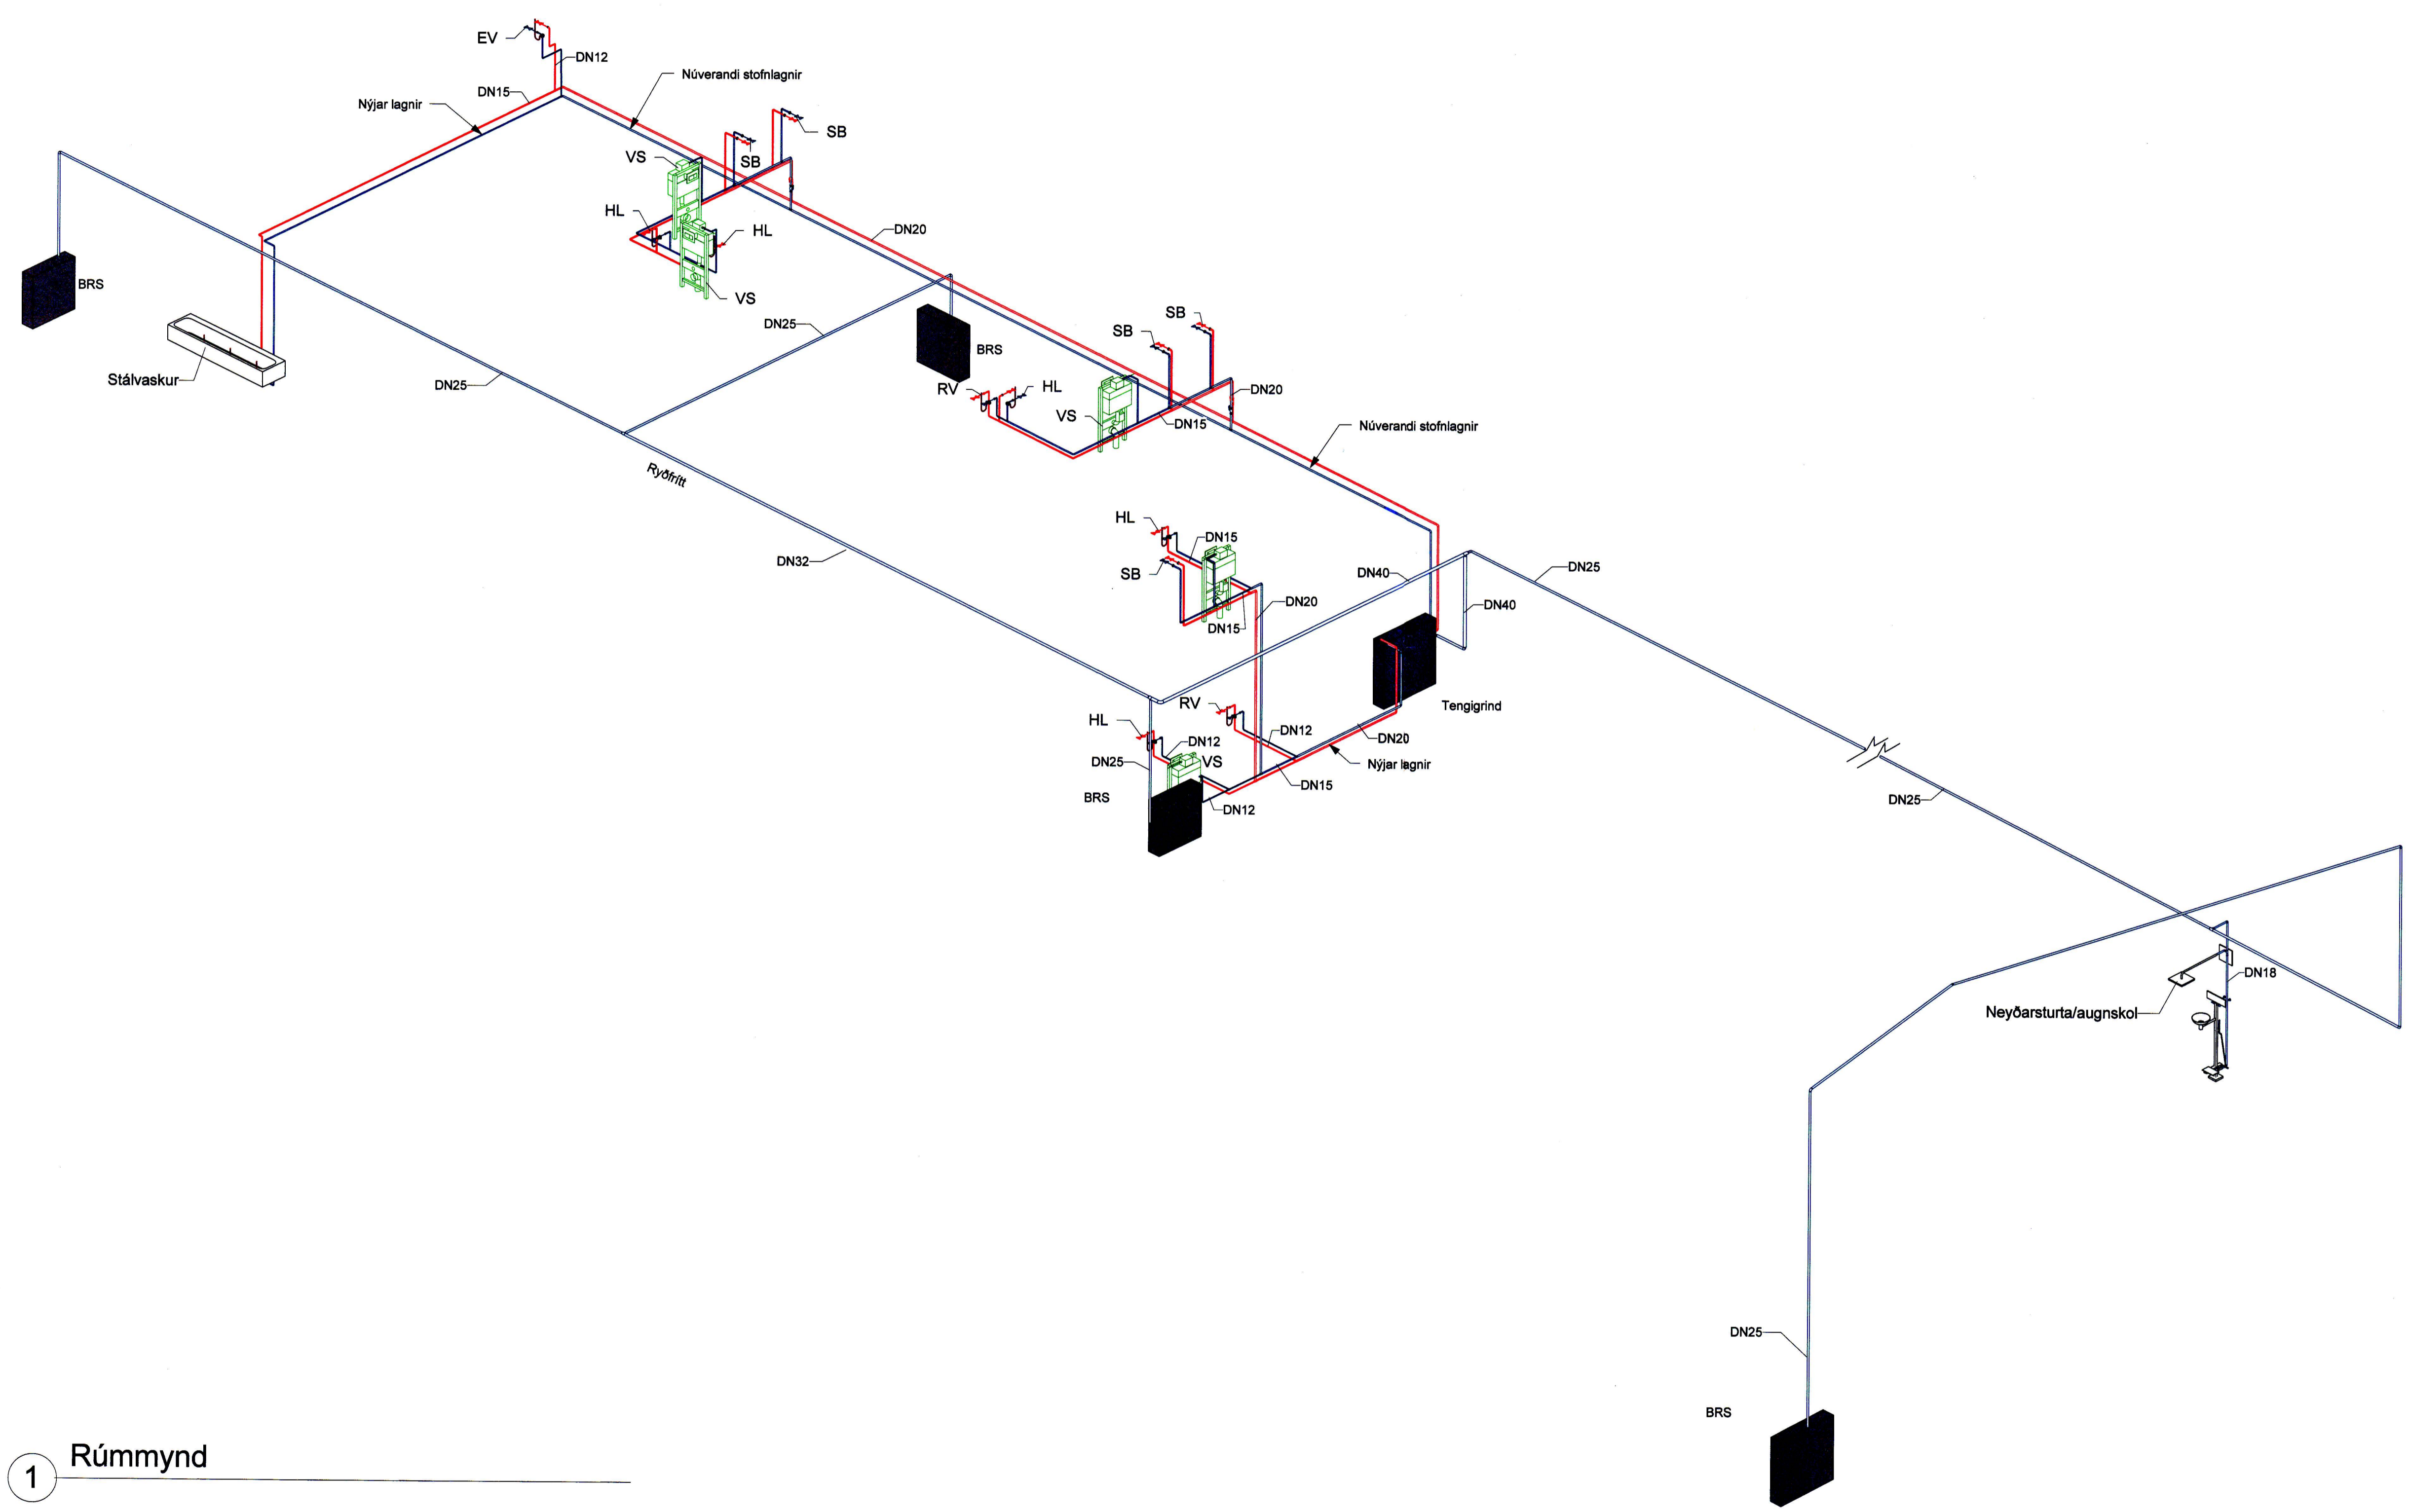 EV
DN12
Núverandi stofnlagnir
DN15
Nýjar lagnir
SB
SB
VS
HL
HL
DN20
BRS
VS
SB
DN25
SB
BRS
Stálvaskur
DN25
RV
HL
DN20
VS
DN15
Núverandi stofnlagnir
Ryðfrítt
HL
DN15
DN32
SB
DN40
DN25
DN20
DN40
DN15
RV
Tengigrind
HL
DN12
DN12
DN20
DN25
VS
Nýjar lagnir
DN15
BRS
DN12
DN25
DN18
Neyðarsturta/augnskol
DN25
BRS
Rúmmynd
1